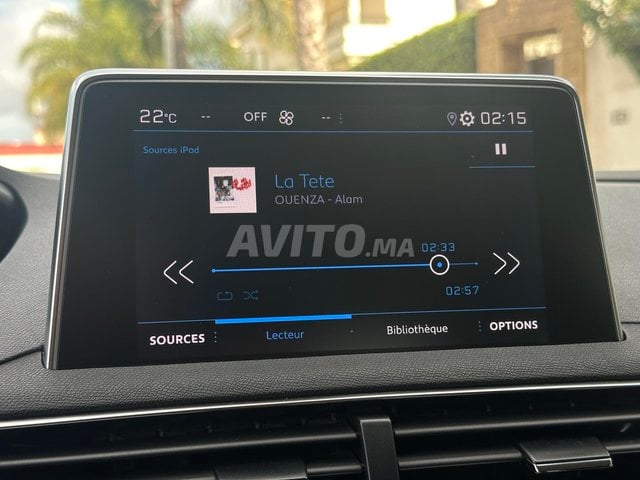 22°C -- OFF -- 02:15
Sources iPod
La Tete
OUENZA - Alam
AVITO.MA
02:33
02:57
SOURCES Lecteur Bibliothèque OPTIONS